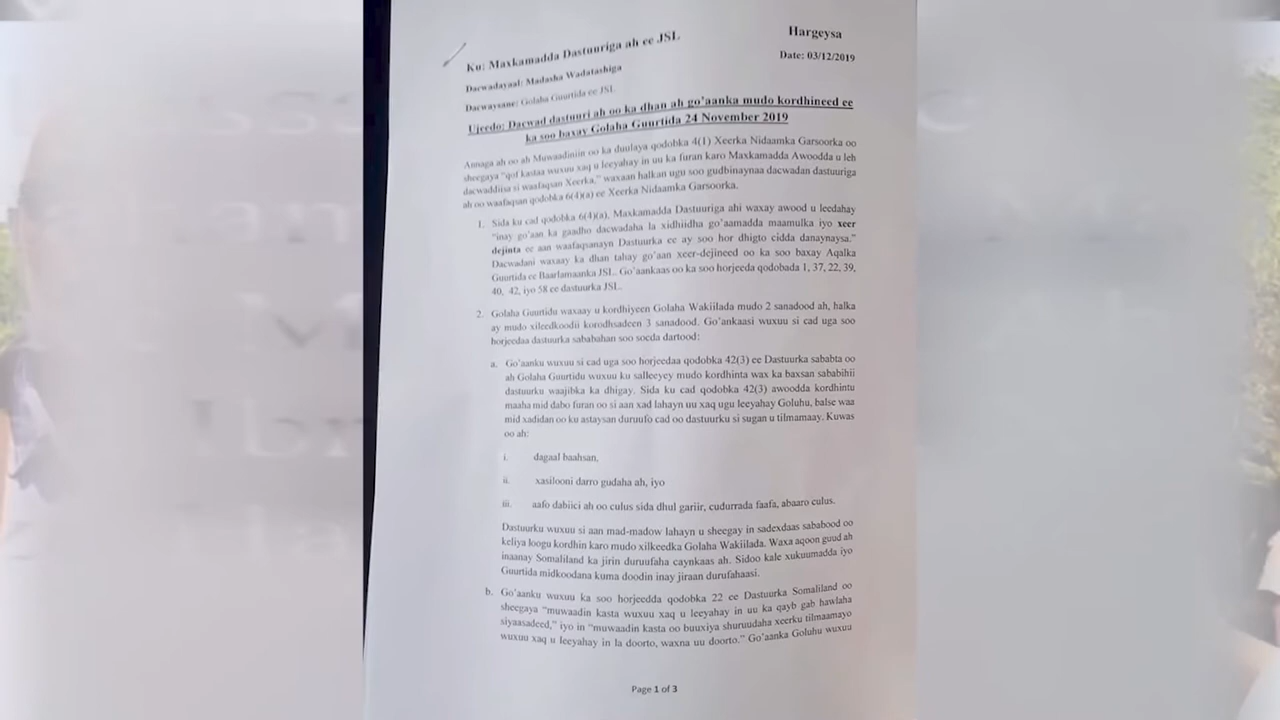 Hargeysa
Date: 03/12/2019
Ku: Maxkamadda Dastuuriga ah ee JSL
Dacwadayaal: Madasha Wadatashiga
Dacwaysane: Golaha Guurtida ee JSL
Ujeedo: Dacwad dastuuri ah oo ka dhan ah go'aanka mudo kordhineed ee
ka soo baxay Golaha Guurtida 24 November 2019
Annaga ah oo ah Muwaadiniin oo ka duulaya qodobka 4(1) Xeerka Nidaamka Garsoorka oo
sheegaya "qof kastaa wuxuu xaq u leeyahay in uu ka furan karo Maxkamadda Awoodda u leh
dacwaddiisa si waafaqsan Xeerka," waxaan halkan ugu soo gudbinaynaa dacwadan dastuuriga
ah oo waafaqsan qodobka 6(4)(a) ee Xeerka Nidaamka Garsoorka.
1. Sida ku cad qodobka 6(4)(a), Maxkamadda Dastuuriga ahi waxay awood u leedahay
"inay go'aan ka gaadho dacwadaha la xidhiidha go'aamadda maamulka iyo xeer
dejinta ee aan waafaqsanayn Dastuurka ee ay soo hor dhigto cidda danaynaysa."
Dacwadani waxaay ka dhan tahay go'aan xeer-dejineed oo ka soo baxay Aqalka
Guurtida ee Baarlamaanka JSL. Go'aankaas oo ka soo horjeeda qodobada 1, 37, 22, 39,
40, 42, iyo 58 ee dastuurka JSL.
2. Golaha Guurtidu waxaay u kordhiyeen Golaha Wakiilada mudo 2 sanadood ah, halka
ay mudo xileedkoodii korodhsadeen 3 sanadood. Go'ankaasi wuxuu si cad uga soo
horjeedaa dastuurka sababahan soo socda dartood:
a. Go'aanku wuxuu si cad uga soo horjeedaa qodobka 42(3) ee Dastuurka sababta oo
ah Golaha Guurtidu wuxuu ku salleeyey mudo kordhinta wax ka baxsan sababihii
dastuurku waajibka ka dhigay. Sida ku cad qodobka 42(3) awoodda kordhintu
maaha mid dabo furan oo si aan xad lahayn uu xaq ugu leeyahay Goluhu, balse waa
mid xadidan oo ku astaysan duruufo cad oo dastuurku si sugan u tilmamaay. Kuwas
oo ah:
i. dagaal baahsan,
ii. xasilooni darro gudaha ah, iyo
iii. aafo dabiici ah oo culus sida dhul gariir, cudurrada faafa, abaaro culus.
Dastuurku wuxuu si aan mad-madow lahayn u sheegay in sadexdaas sababood oo
keliya loogu kordhin karo mudo xilkeedka Golaha Wakiilada. Waxa aqoon guud ah
inaanay Somaliland ka jirin duruufaha caynkaas ah. Sidoo kale xukuumadda iyo
Guurtida midkoodana kuma doodin inay jiraan durufahaasi.
b. Go'aanku wuxuu ka soo horjeedda qodobka 22 ee Dastuurka Somaliland oo
sheegaya "muwaadin kasta wuxuu xaq u leeyahay in uu ka qayb gab hawlaha
siyaasadeed," iyo in "muwaadin kasta oo buuxiya shuruudaha xeerku tilmaamayo
wuxuu xaq u leeyahay in la doorto, waxna uu doorto." Go'aanka Goluhu wuxuu
Page 1 of 3